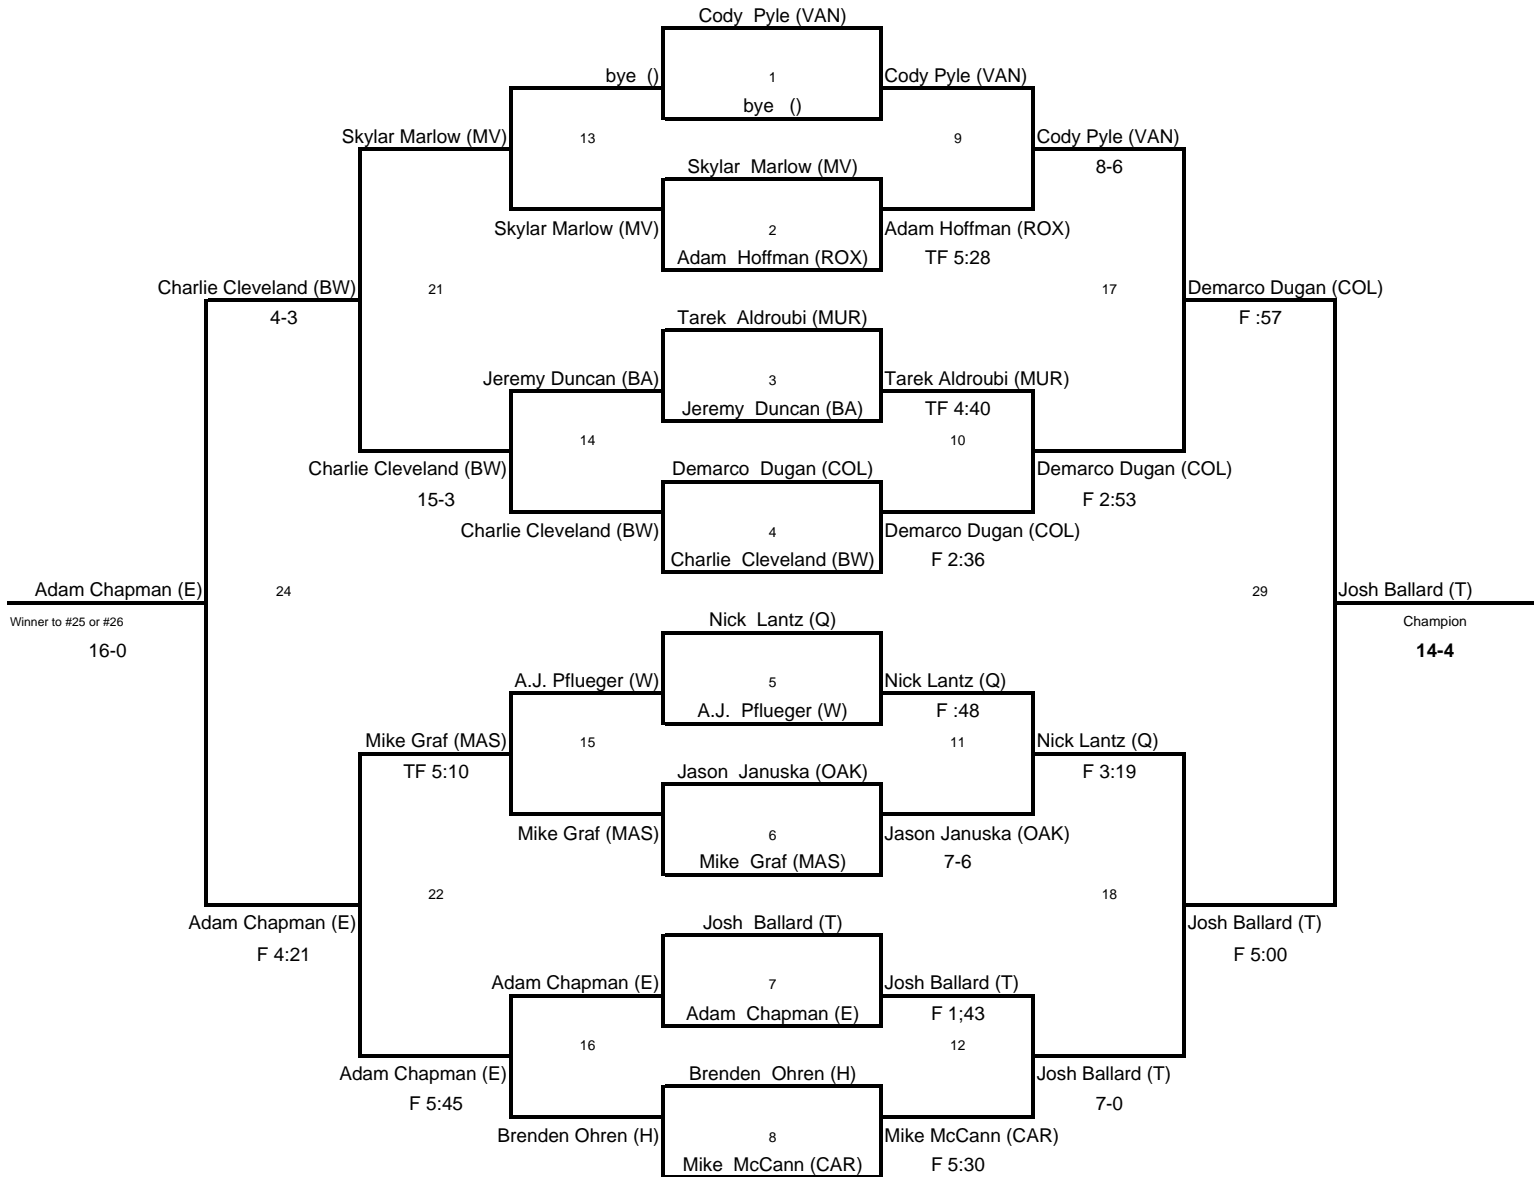 Cody Pyle (VAN)
bye ()
1
Cody Pyle (VAN)
bye ()
Skylar Marlow (MV)
13
9
Cody Pyle (VAN)
8-6
Skylar Marlow (MV)
Skylar Marlow (MV)
2
Adam Hoffman (ROX)
Adam Hoffman (ROX)
TF 5:28
Charlie Cleveland (BW)
4-3
21
17
Demarco Dugan (COL)
F :57
Tarek Aldroubi (MUR)
Jeremy Duncan (BA)
3
Tarek Aldroubi (MUR)
Jeremy Duncan (BA)
TF 4:40
14
10
Charlie Cleveland (BW)
15-3
Demarco Dugan (COL)
Demarco Dugan (COL)
F 2:53
Charlie Cleveland (BW)
4
Demarco Dugan (COL)
Charlie Cleveland (BW)
F 2:36
Adam Chapman (E)
24
29
Josh Ballard (T)
Winner to #25 or #26
Champion
16-0
14-4
Nick Lantz (Q)
A.J. Pflueger (W)
5
Nick Lantz (Q)
A.J. Pflueger (W)
F :48
Mike Graf (MAS)
15
11
Nick Lantz (Q)
TF 5:10
Jason Januska (OAK)
F 3:19
Mike Graf (MAS)
6
Jason Januska (OAK)
Mike Graf (MAS)
7-6
22
18
Adam Chapman (E)
F 4:21
Josh Ballard (T)
Josh Ballard (T)
F 5:00
Adam Chapman (E)
7
Josh Ballard (T)
Adam Chapman (E)
F 1;43
16
12
Adam Chapman (E)
F 5:45
Brenden Ohren (H)
Josh Ballard (T)
7-0
Brenden Ohren (H)
8
Mike McCann (CAR)
Mike McCann (CAR)
F 5:30